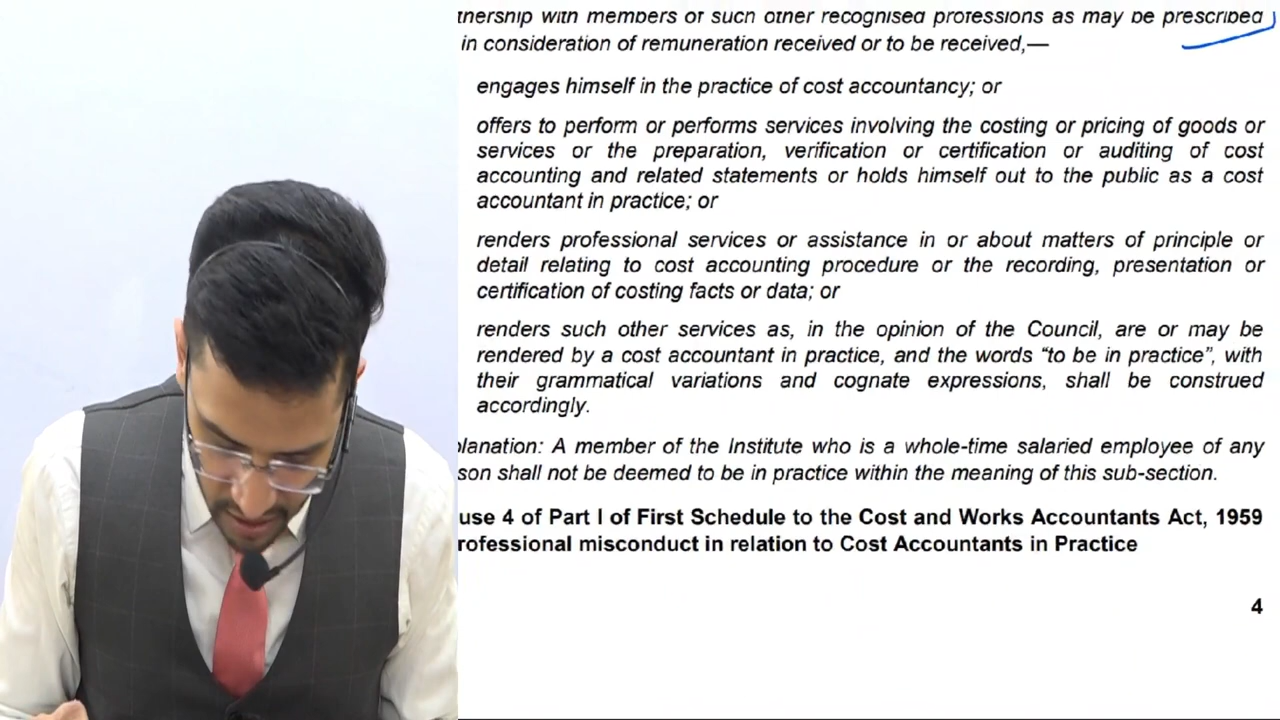 tnership with members of such other recognised professions as may be prescribed
in consideration of remuneration received or to be received,—
engages himself in the practice of cost accountancy; or
offers to perform or performs services involving the costing or pricing of goods or
services or the preparation, verification or certification or auditing of cost
accounting and related statements or holds himself out to the public as a cost
accountant in practice; or
renders professional services or assistance in or about matters of principle or
detail relating to cost accounting procedure or the recording, presentation or
certification of costing facts or data; or
renders such other services as, in the opinion of the Council, are or may be
rendered by a cost accountant in practice, and the words “to be in practice”, with
their grammatical variations and cognate expressions, shall be construed
accordingly.
planation: A member of the Institute who is a whole-time salaried employee of any
son shall not be deemed to be in practice within the meaning of this sub-section.
use 4 of Part I of First Schedule to the Cost and Works Accountants Act, 1959
rofessional misconduct in relation to Cost Accountants in Practice
4